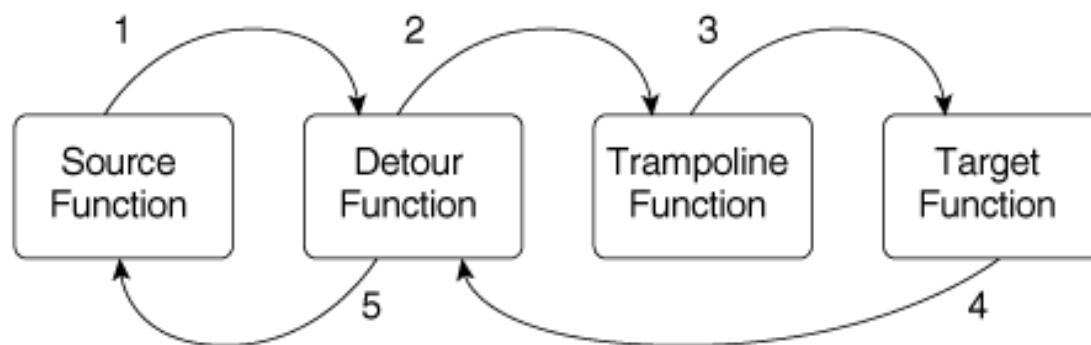 1
2
3
Source
Function
Detour
Function
Trampoline
Function
Target
Function
5
4